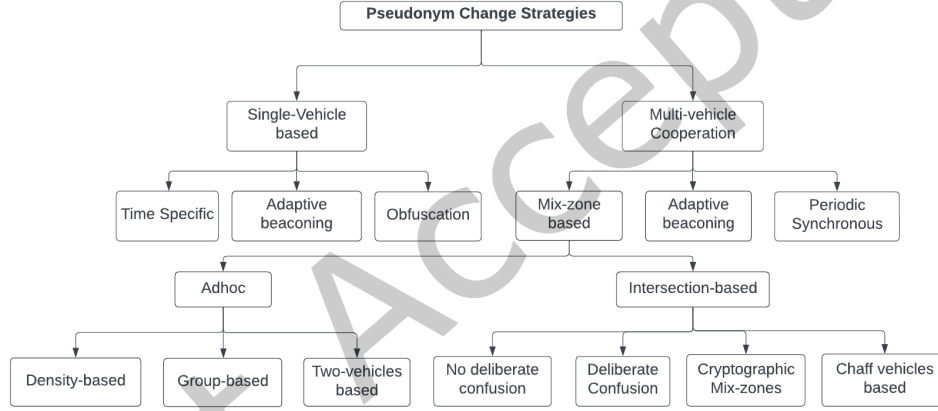 Pseudonym Change Strategies
Single-Vehicle
based
Multi-vehicle
Cooperation
Time Specific
Adaptive
beaconing
Obfuscation
Mix-zone
based
Adaptive
beaconing
Periodic
Synchronous
Adhoc
Intersection-based
Density-based
Group-based
Two-vehicles
based
No deliberate
confusion
Deliberate
Confusion
Cryptographic
Mix-zones
Chaff vehicles
based
Accept